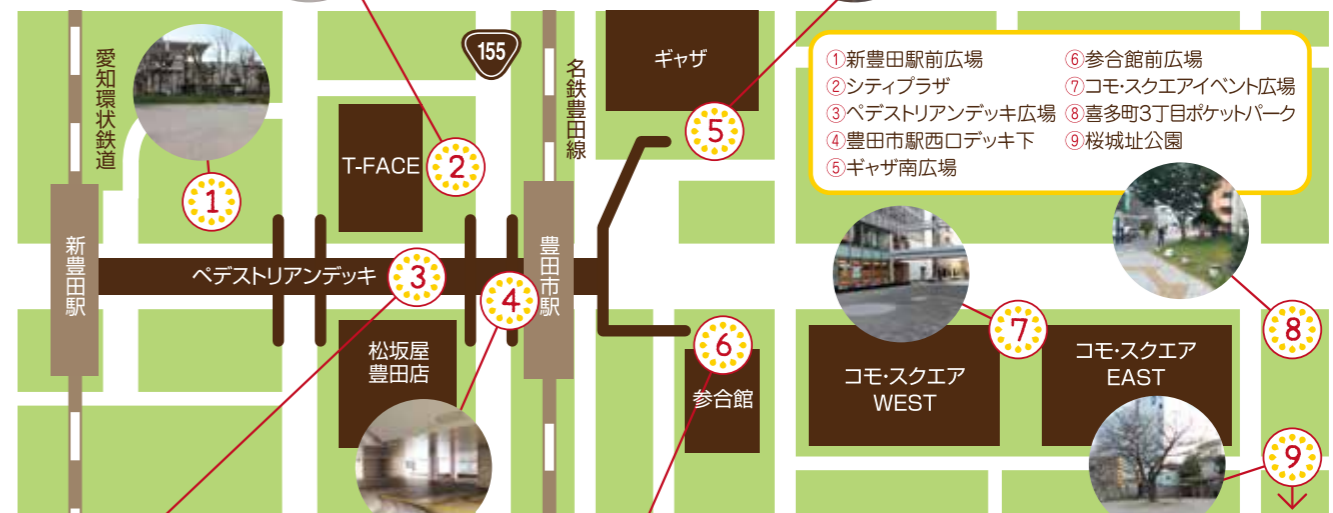 愛知環状鉄道
155
名鉄豊田線
ギャザ
①新豊田駅前広場
②シティプラザ
③ペデストリアンデッキ広場
④豊田市駅西口デッキ下
⑤ギャザ南広場
⑥参合館前広場
⑦コモ・スクエアイベント広場
⑧喜多町3丁目ポケットパーク
⑨桜城址公園
T-FACE
1
2
5
新豊田駅
ペデストリアンデッキ
3
4
豊田市駅
松坂屋
豊田店
6
参合館
7
8
コモ・スクエア
WEST
コモ・スクエア
EAST
9